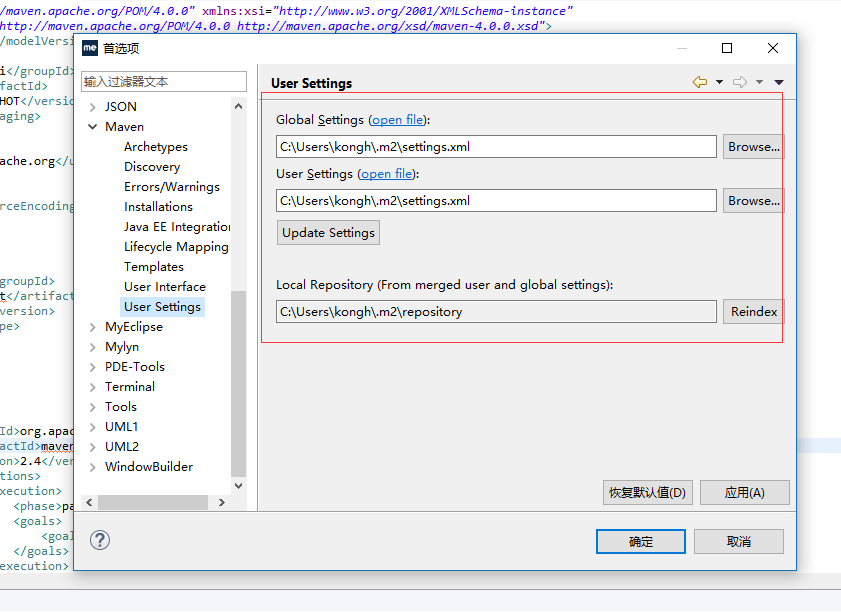 /maven.apache.org/POM/4.0.0" xmlns:xsi="http://www.w3.org/2001/XMLSchema-instance"
http://maven.apache.org/POM/4.0.0 http://maven.apache.org/xsd/maven-4.0.0.xsd">
/modelVersi
i</groupId>
factId>
HOT</versio
aging>
ache.org</u
rceEncoding
groupId>
t</artifact
version>
pe>
Id>org.apac
actId>maven
on>2.4</ver
tions>
xecution>
<phase>pa
<goals>
<goal
</goals>
execution>
me 首选项
输入过滤器文本
JSON
Maven
Archetypes
Discovery
Errors/Warnings
Installations
Java EE Integration
Lifecycle Mapping
Templates
User Interface
User Settings
MyEclipse
Mylyn
PDE-Tools
Terminal
Tools
UML1
UML2
WindowBuilder
User Settings
Global Settings (open file):
C:\Users\kongh\.m2\settings.xml Browse...
User Settings (open file):
C:\Users\kongh\.m2\settings.xml Browse...
Update Settings
Local Repository (From merged user and global settings):
C:\Users\kongh\.m2\repository Reindex
恢复默认值(D) 应用(A)
? 确定 取消